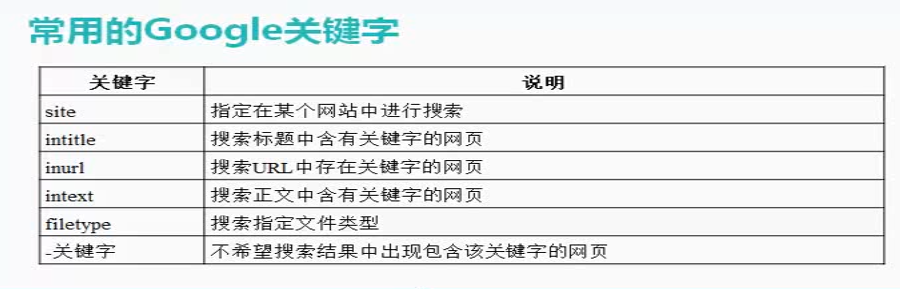 常用的Google关键字
关键字 说明
site 指定在某个网站中进行搜索
intitle 搜索标题中含有关键字的网页
inurl 搜索URL中存在关键字的网页
intext 搜索正文中含有关键字的网页
filetype 搜索指定文件类型
-关键字 不希望搜索结果中出现包含该关键字的网页